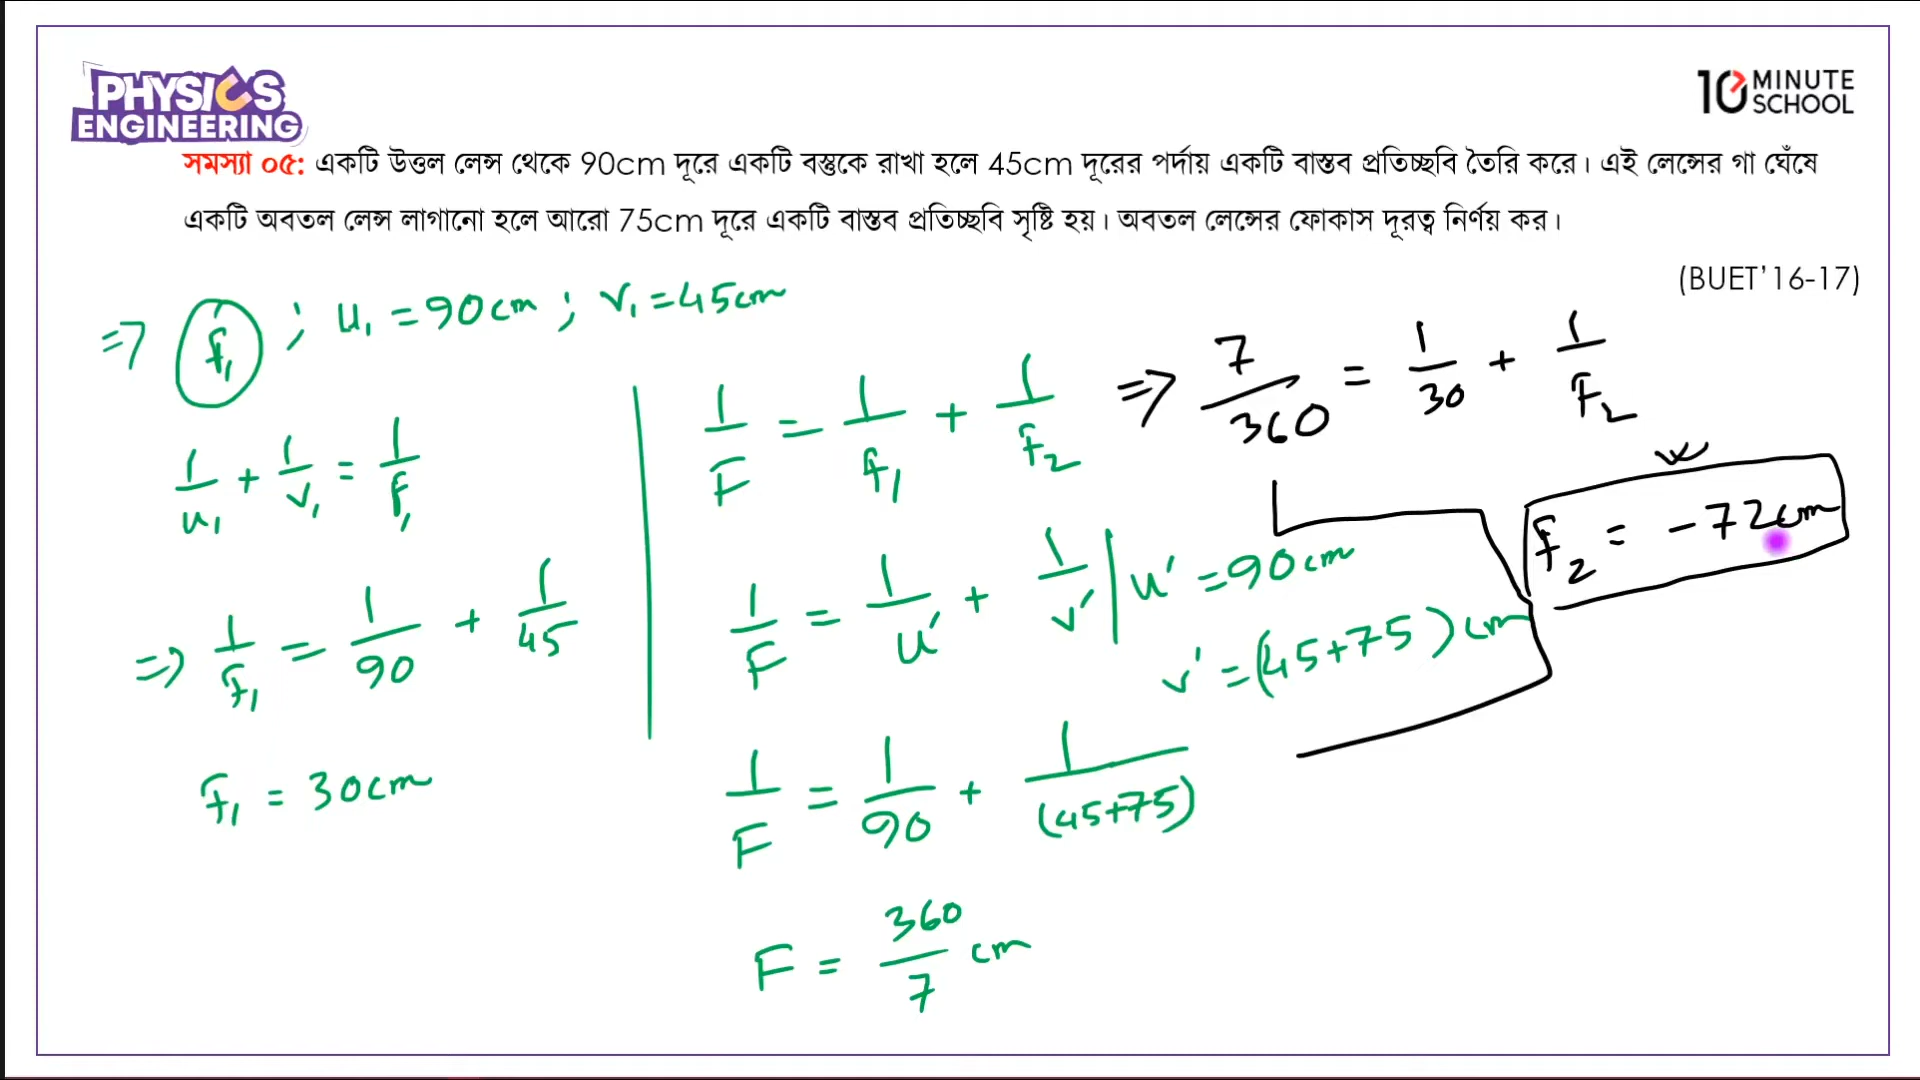 PHYSICS
ENGINEERING
10 MINUTE
SCHOOL
সমস্যা ০৫: একটি উত্তল লেন্স থেকে 90cm দূরে একটি বস্তুকে রাখা হলে 45cm দূরের পর্দায় একটি বাস্তব প্রতিচ্ছবি তৈরি করে। এই লেন্সের গা ঘেঁষে
একটি অবতল লেন্স লাগানো হলে আরো 75cm দূরে একটি বাস্তব প্রতিচ্ছবি সৃষ্টি হয়। অবতল লেন্সের ফোকাস দূরত্ব নির্ণয় কর।
(BUET'16-17)
=> f₁ ; u₁ = 90cm ; v₁ = 45cm
1/u₁ + 1/v₁ = 1/f₁
=> 1/f₁ = 1/90 + 1/45
f₁ = 30cm
1/F = 1/f₁ + 1/f₂
1/F = 1/u' + 1/v' | u' = 90cm
v' = (45+75) cm
1/F = 1/90 + 1/(45+75)
F = 360/7 cm
=> 7/360 = 1/30 + 1/f₂
f₂ = -72cm